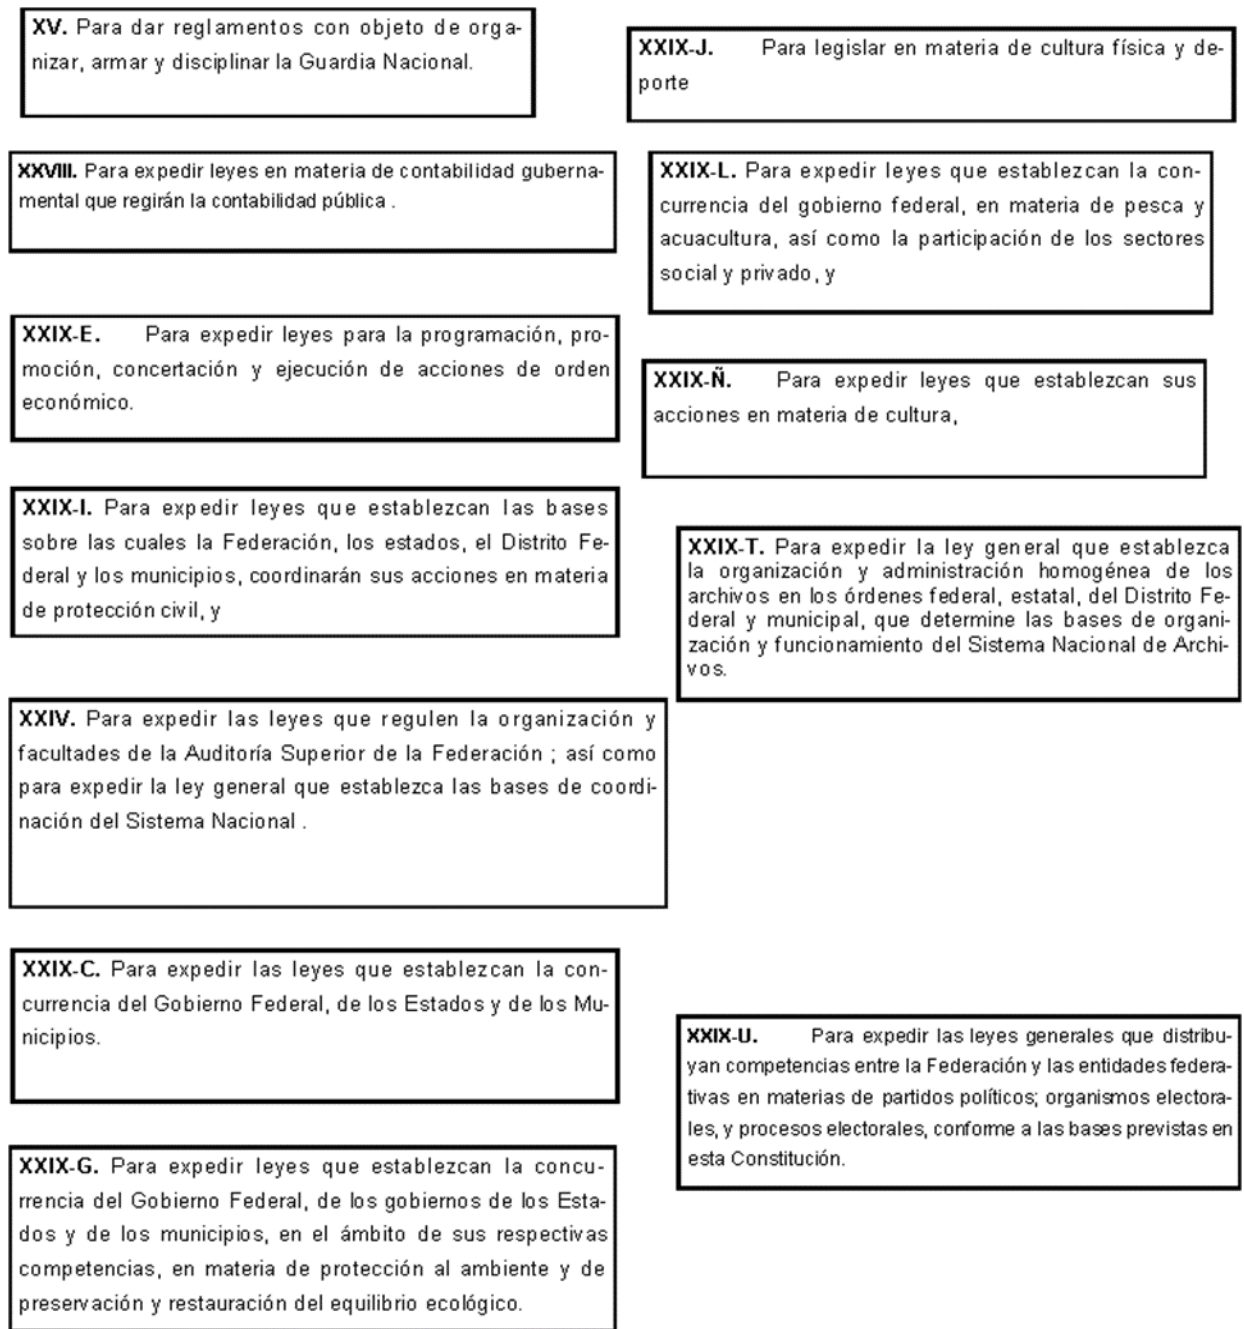 XV. Para dar reglamentos con objeto de orga-
nizar, armar y disciplinar la Guardia Nacional.
XXVIII. Para expedir leyes en materia de contabilidad guberna-
mental que regirán la contabilidad pública .
XXIX-E. Para expedir leyes para la programación, pro-
moción, concertación y ejecución de acciones de orden
económico.
XXIX-I. Para expedir leyes que establezcan las bases
sobre las cuales la Federación, los estados, el Distrito Fe-
deral y los municipios, coordinarán sus acciones en materia
de protección civil, y
XXIV. Para expedir las leyes que regulen la organización y
facultades de la Auditoría Superior de la Federación ; así como
para expedir la ley general que establezca las bases de coordi-
nación del Sistema Nacional .
XXIX-C. Para expedir las leyes que establezcan la con-
currencia del Gobierno Federal, de los Estados y de los Mu-
nicipios.
XXIX-G. Para expedir leyes que establezcan la concu-
rrencia del Gobierno Federal, de los gobiernos de los Esta-
dos y de los municipios, en el ámbito de sus respectivas
competencias, en materia de protección al ambiente y de
preservación y restauración del equilibrio ecológico.
XXIX-J. Para legislar en materia de cultura física y de-
porte
XXIX-L. Para expedir leyes que establezcan la con-
currencia del gobierno federal, en materia de pesca y
acuacultura, así como la participación de los sectores
social y privado, y
XXIX-Ñ. Para expedir leyes que establezcan sus
acciones en materia de cultura,
XXIX-T. Para expedir la ley general que establezca
la organización y administración homogénea de los
archivos en los órdenes federal, estatal, del Distrito Fe-
deral y municipal, que determine las bases de organi-
zación y funcionamiento del Sistema Nacional de Archi-
vos.
XXIX-U. Para expedir las leyes generales que distribu-
yan competencias entre la Federación y las entidades federa-
tivas en materias de partidos políticos; organismos electora-
les, y procesos electorales, conforme a las bases previstas en
esta Constitución.